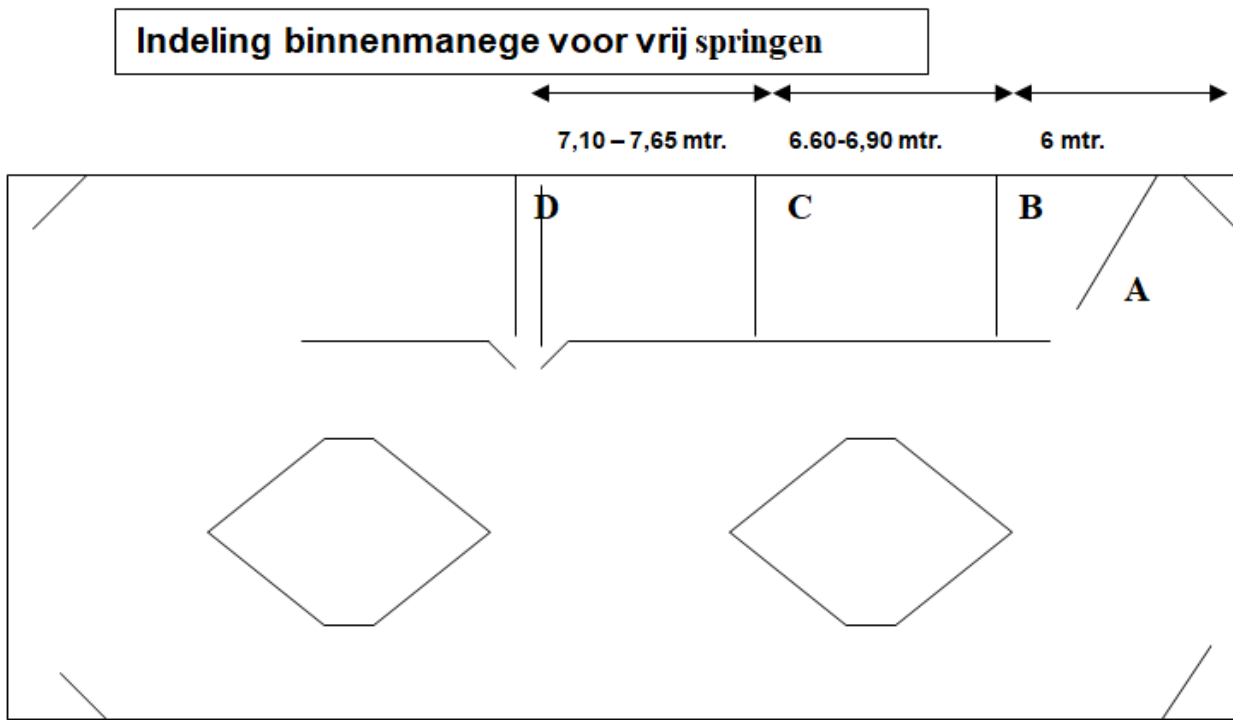 Indeling binnenmanege voor vrij springen
7,10 – 7,65 mtr. 6.60-6,90 mtr. 6 mtr.
D C B
A